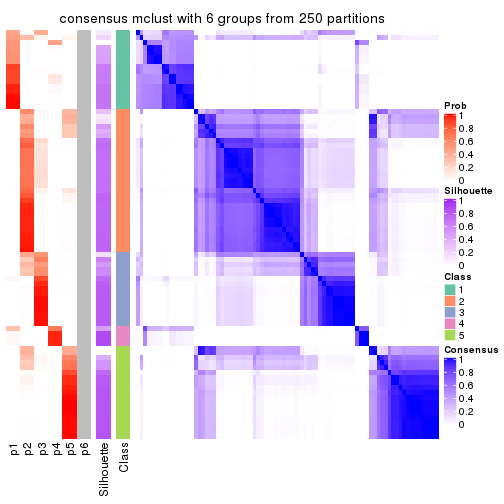 consensus mclust with 6 groups from 250 partitions
Prob
1
0.8
0.6
0.4
0.2
0
Silhouette
1
0.8
0.6
0.4
0.2
0
Class
1
2
3
4
5
Consensus
1
0.8
0.6
0.4
0.2
0
p1
p2
p3
p4
p5
p6
Silhouette
Class